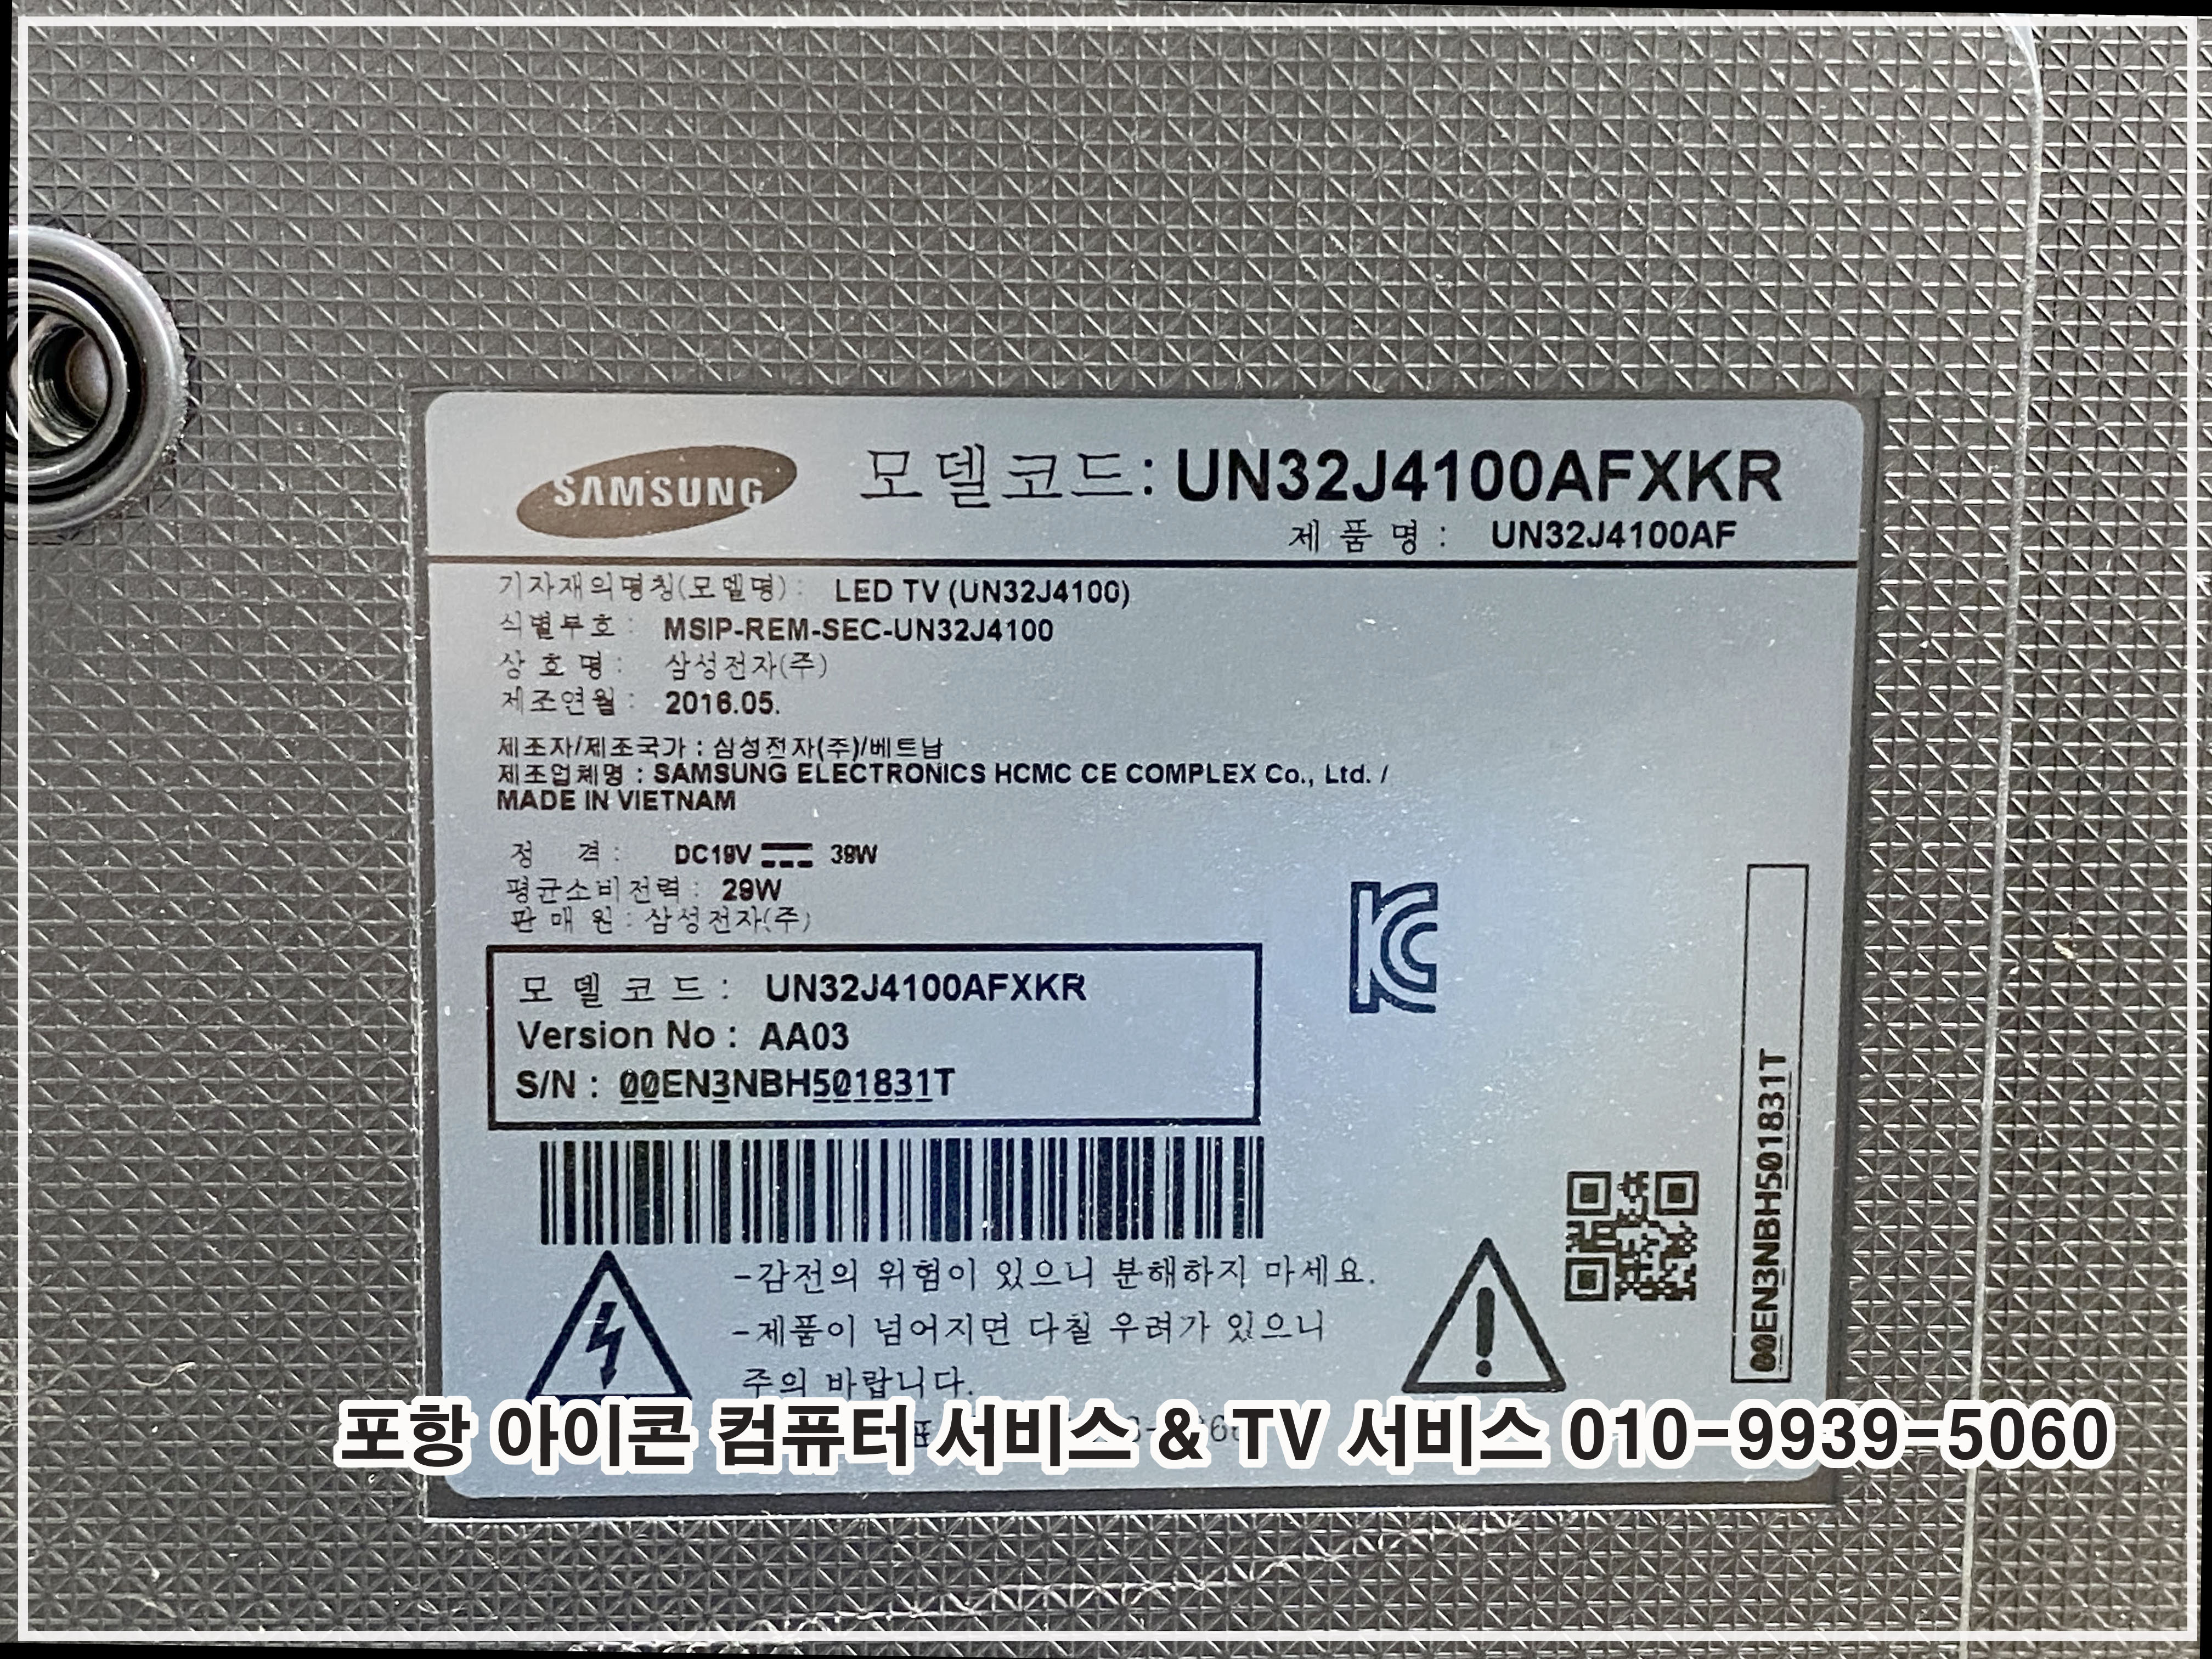 SAMSUNG 모델코드: UN32J4100AFXKR
제 품 명 : UN32J4100AF
기자재의명칭(모델명) : LED TV (UN32J4100)
식별부호 : MSIP-REM-SEC-UN32J4100
상 호 명 : 삼성전자(주)
제조연월 : 2016.05.
제조자/제조국가 : 삼성전자(주)/베트남
제조업체명 : SAMSUNG ELECTRONICS HCMC CE COMPLEX Co., Ltd. /
MADE IN VIETNAM
정 격 : DC19V 39W
평균소비전력 : 29W
판 매 원 : 삼성전자(주)
모 델 코 드 : UN32J4100AFXKR
Version No : AA03
S/N : 00EN3NBH501831T
00EN3NBH501831T
-감전의 위험이 있으니 분해하지 마세요.
-제품이 넘어지면 다칠 우려가 있으니
주의 바랍니다.
포항 아이콘 컴퓨터 서비스 & TV 서비스 010-9939-5060